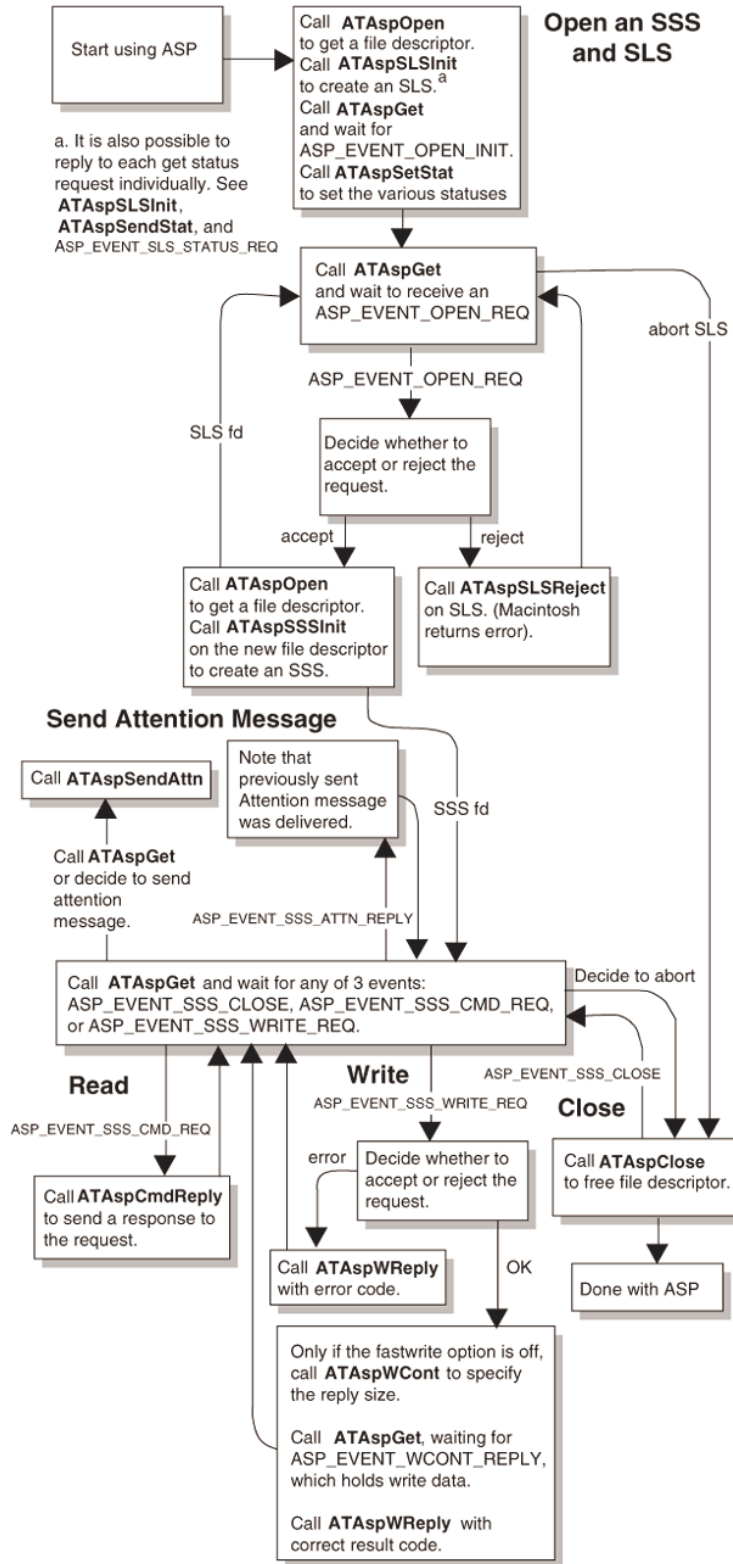 Start using ASP
Call ATAspOpen
to get a file descriptor.
Call ATAspSLSInit
to create an SLS.a
Call ATAspGet
and wait for
ASP_EVENT_OPEN_INIT.
Call ATAspSetStat
to set the various statuses
Open an SSS
and SLS
a. It is also possible to
reply to each get status
request individually. See
ATAspSLSInit,
ATAspSendStat, and
ASP_EVENT_SLS_STATUS_REQ
Call ATAspGet
and wait to receive an
ASP_EVENT_OPEN_REQ
abort SLS
ASP_EVENT_OPEN_REQ
SLS fd
Decide whether to
accept or reject the
request.
accept
reject
Call ATAspOpen
to get a file descriptor.
Call ATAspSSSInit
on the new file descriptor
to create an SSS.
Call ATAspSLSReject
on SLS. (Macintosh
returns error).
Send Attention Message
Call ATAspSendAttn
Note that
previously sent
Attention message
was delivered.
SSS fd
Call ATAspGet
or decide to send
attention
message.
ASP_EVENT_SSS_ATTN_REPLY
Call ATAspGet and wait for any of 3 events:
ASP_EVENT_SSS_CLOSE, ASP_EVENT_SSS_CMD_REQ,
or ASP_EVENT_SSS_WRITE_REQ.
Decide to abort
Read
Write
ASP_EVENT_SSS_CLOSE
Close
ASP_EVENT_SSS_CMD_REQ
ASP_EVENT_SSS_WRITE_REQ
error
Decide whether to
accept or reject the
request.
Call ATAspClose
to free file descriptor.
Call ATAspCmdReply
to send a response to
the request.
Call ATAspWReply
with error code.
OK
Done with ASP
Only if the fastwrite option is off,
call ATAspWCont to specify
the reply size.
Call ATAspGet, waiting for
ASP_EVENT_WCONT_REPLY,
which holds write data.
Call ATAspWReply with
correct result code.